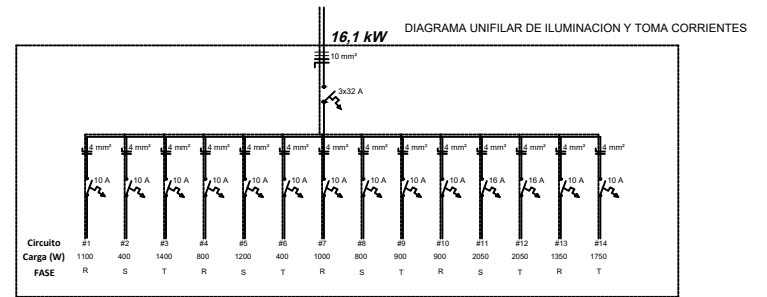 DIAGRAMA UNIFILAR DE ILUMINACION Y TOMA CORRIENTES
16,1 kW
10 mm²
3x32 A
4 mm² 4 mm² 4 mm² 4 mm² 4 mm² 4 mm² 4 mm² 4 mm² 4 mm² 4 mm² 4 mm² 4 mm² 4 mm² 4 mm²
10 A 10 A 10 A 10 A 10 A 10 A 10 A 10 A 10 A 10 A 16 A 16 A 10 A 10 A
Circuito #1 #2 #3 #4 #5 #6 #7 #8 #9 #10 #11 #12 #13 #14
Carga (W) 1100 400 1400 800 1200 400 1000 800 900 900 2050 2050 1350 1750
FASE R S T R S T R S T R S T R T